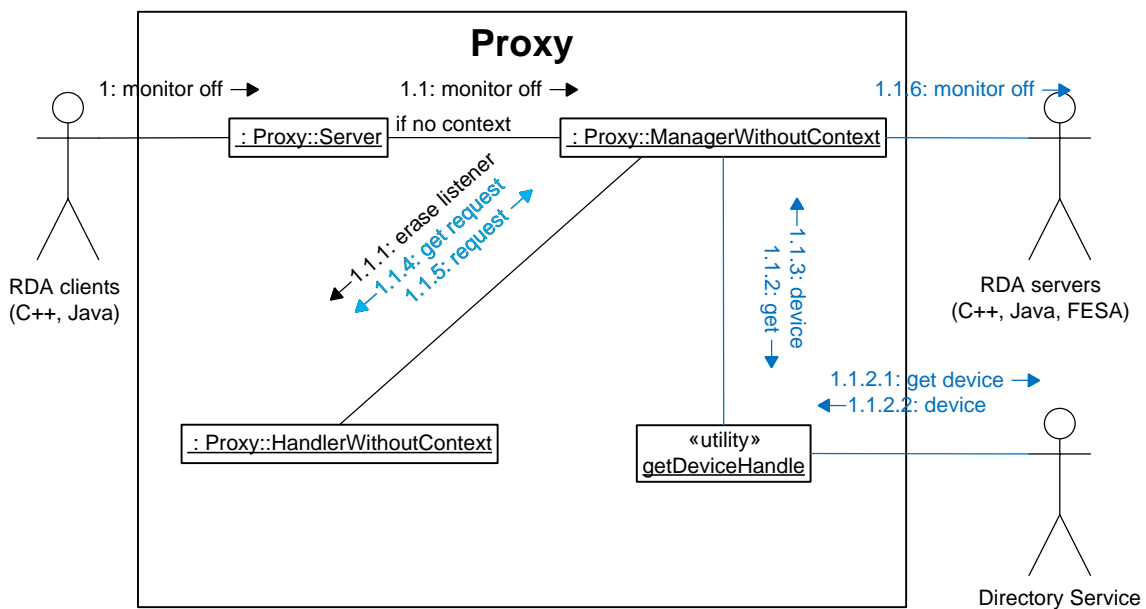 Proxy
1: monitor off
1.1: monitor off
1.1.6: monitor off
: Proxy::Server
if no context
: Proxy::ManagerWithoutContext
1.1.1: erase listener
1.1.4: get request
1.1.5: request
1.1.3: device
1.1.2: get
RDA clients
(C++, Java)
RDA servers
(C++, Java, FESA)
1.1.2.1: get device
1.1.2.2: device
: Proxy::HandlerWithoutContext
«utility»
getDeviceHandle
Directory Service